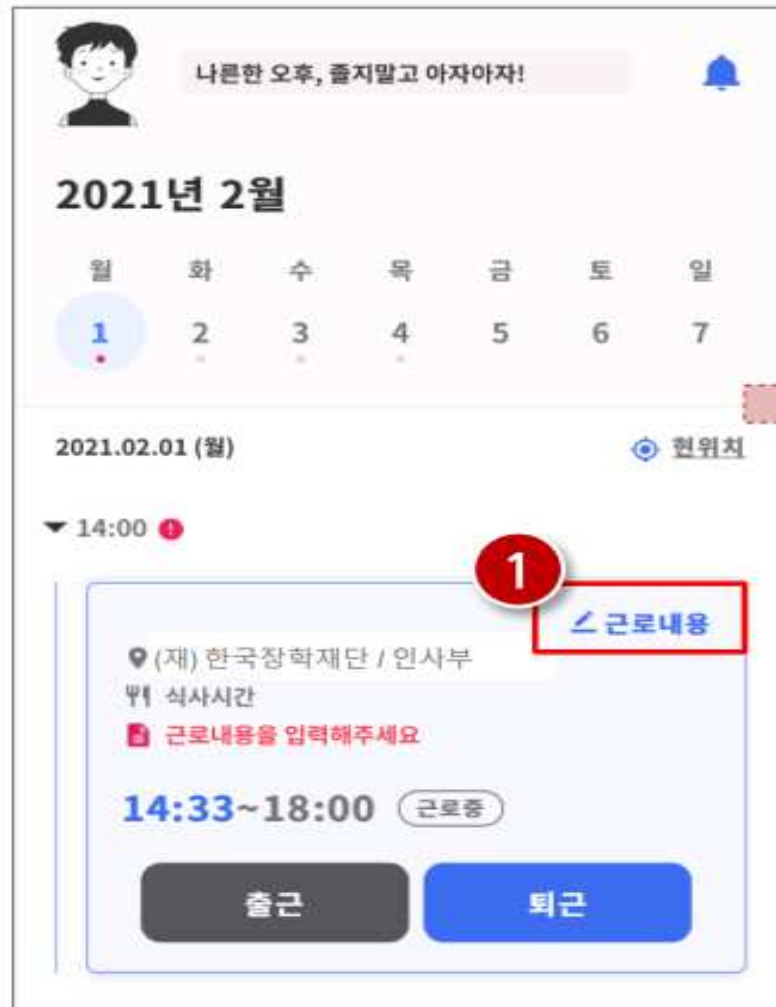 나른한 오후, 졸지말고 아자아자!
2021년 2월
월 화 수 목 금 토 일
1 2 3 4 5 6 7
2021.02.01 (월) 현위치
14:00
1
근로내용
(재) 한국장학재단 / 인사부
식사시간
근로내용을 입력해주세요
14:33~18:00 근로중
출근 퇴근